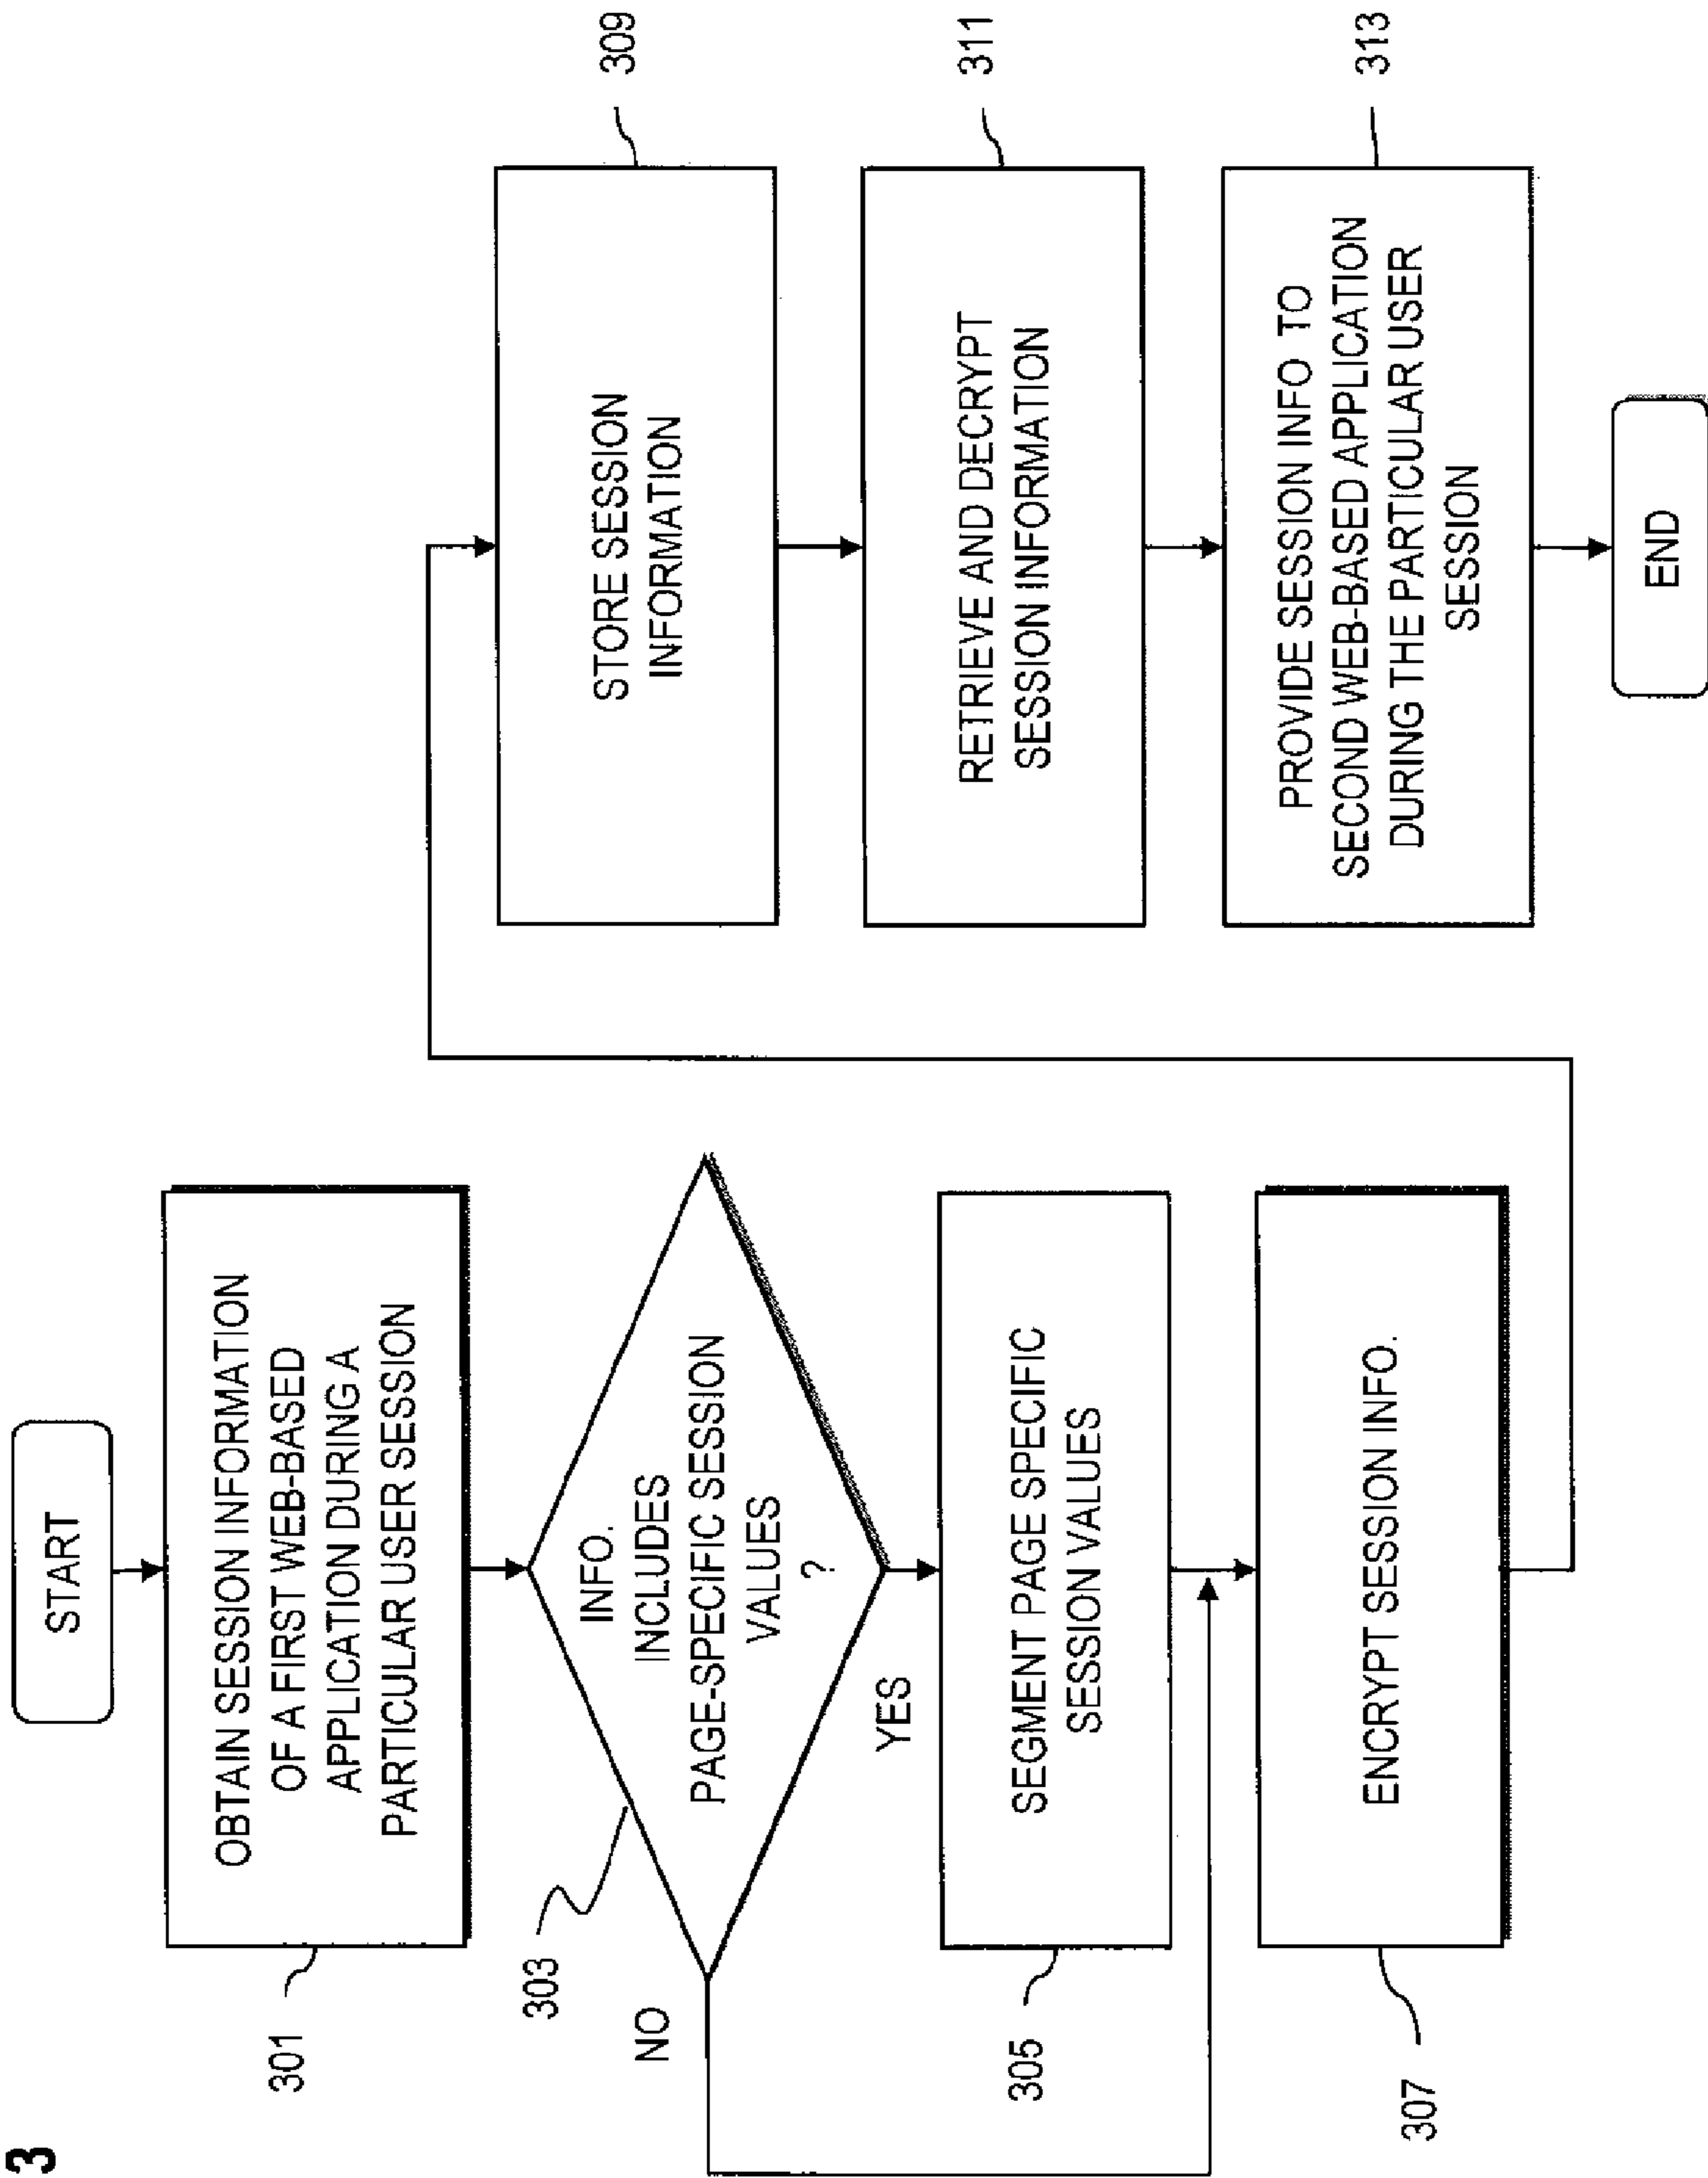 3
START
OBTAIN SESSION INFORMATION
OF A FIRST WEB-BASED
APPLICATION DURING A
PARTICULAR USER SESSION
301
INFO.
INCLUDES
PAGE-SPECIFIC SESSION
VALUES
?
303
NO
YES
SEGMENT PAGE SPECIFIC
SESSION VALUES
305
ENCRYPT SESSION INFO.
307
STORE SESSION
INFORMATION
309
RETRIEVE AND DECRYPT
SESSION INFORMATION
311
PROVIDE SESSION INFO TO
SECOND WEB-BASED APPLICATION
DURING THE PARTICULAR USER
SESSION
313
END